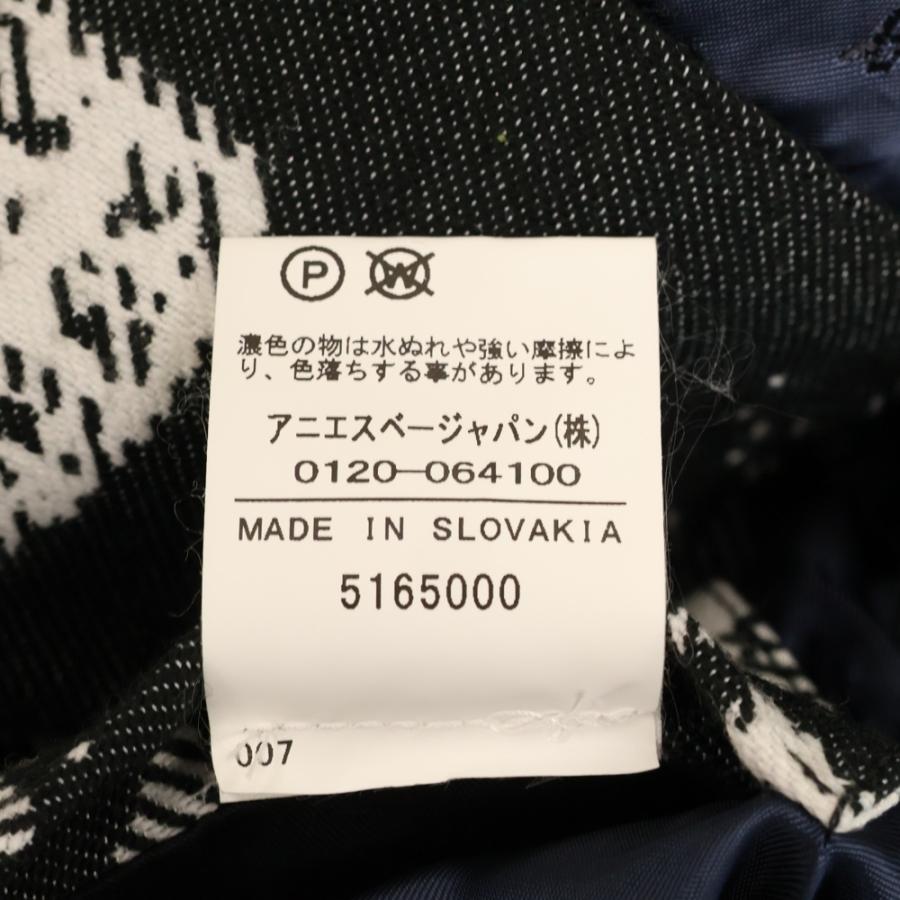 P W
濃色の物は水ぬれや強い摩擦によ
り、色落ちする事があります。
アニエスベージャパン(株)
0120-064100
MADE IN SLOVAKIA
5165000
007